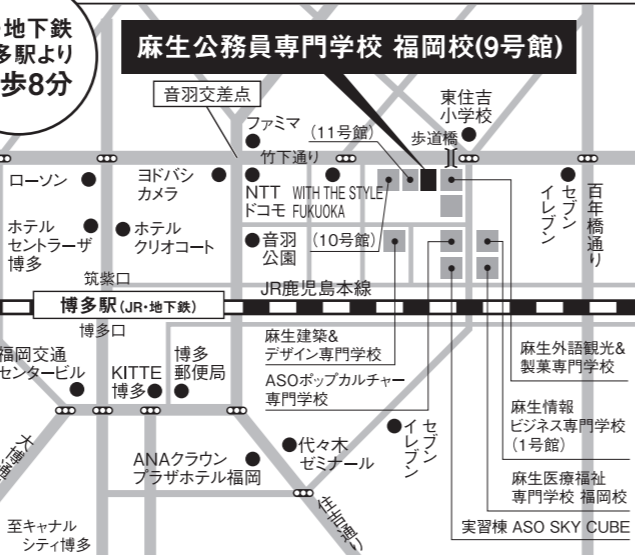 ・地下鉄
多駅より
歩8分
麻生公務員専門学校 福岡校(9号館)
音羽交差点
東住吉
小学校
ファミマ
(11号館)
歩道橋
竹下通り
ローソン
ヨドバシ
カメラ
NTT
ドコモ
WITH THE STYLE
FUKUOKA
セブン
イレブン
百年橋通り
ホテル
セントラーザ
博多
ホテル
クリオコート
音羽
公園
(10号館)
筑紫口
JR鹿児島本線
博多駅(JR・地下鉄)
博多口
麻生建築&
デザイン専門学校
麻生外語観光&
製菓専門学校
福岡交通
センタービル
KITTE
博多
博多
郵便局
ASOポップカルチャー
専門学校
麻生情報
ビジネス専門学校
(1号館)
セブン
イレブン
大博通
ANAクラウン
プラザホテル福岡
代々木
ゼミナール
麻生医療福祉
専門学校 福岡校
住吉通り
至キャナル
シティ博多
実習棟 ASO SKY CUBE